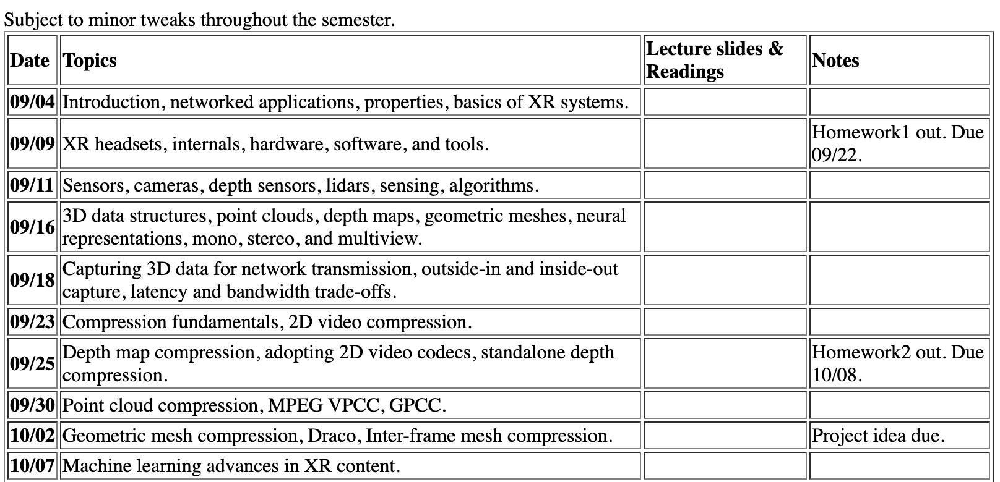 Subject to minor tweaks throughout the semester.
Date Topics Lecture slides & Readings Notes
09/04 Introduction, networked applications, properties, basics of XR systems.
09/09 XR headsets, internals, hardware, software, and tools. Homework1 out. Due 09/22.
09/11 Sensors, cameras, depth sensors, lidars, sensing, algorithms.
09/16 3D data structures, point clouds, depth maps, geometric meshes, neural
representations, mono, stereo, and multiview.
09/18 Capturing 3D data for network transmission, outside-in and inside-out
capture, latency and bandwidth trade-offs.
09/23 Compression fundamentals, 2D video compression.
09/25 Depth map compression, adopting 2D video codecs, standalone depth
compression. Homework2 out. Due 10/08.
09/30 Point cloud compression, MPEG VPCC, GPCC.
10/02 Geometric mesh compression, Draco, Inter-frame mesh compression. Project idea due.
10/07 Machine learning advances in XR content.